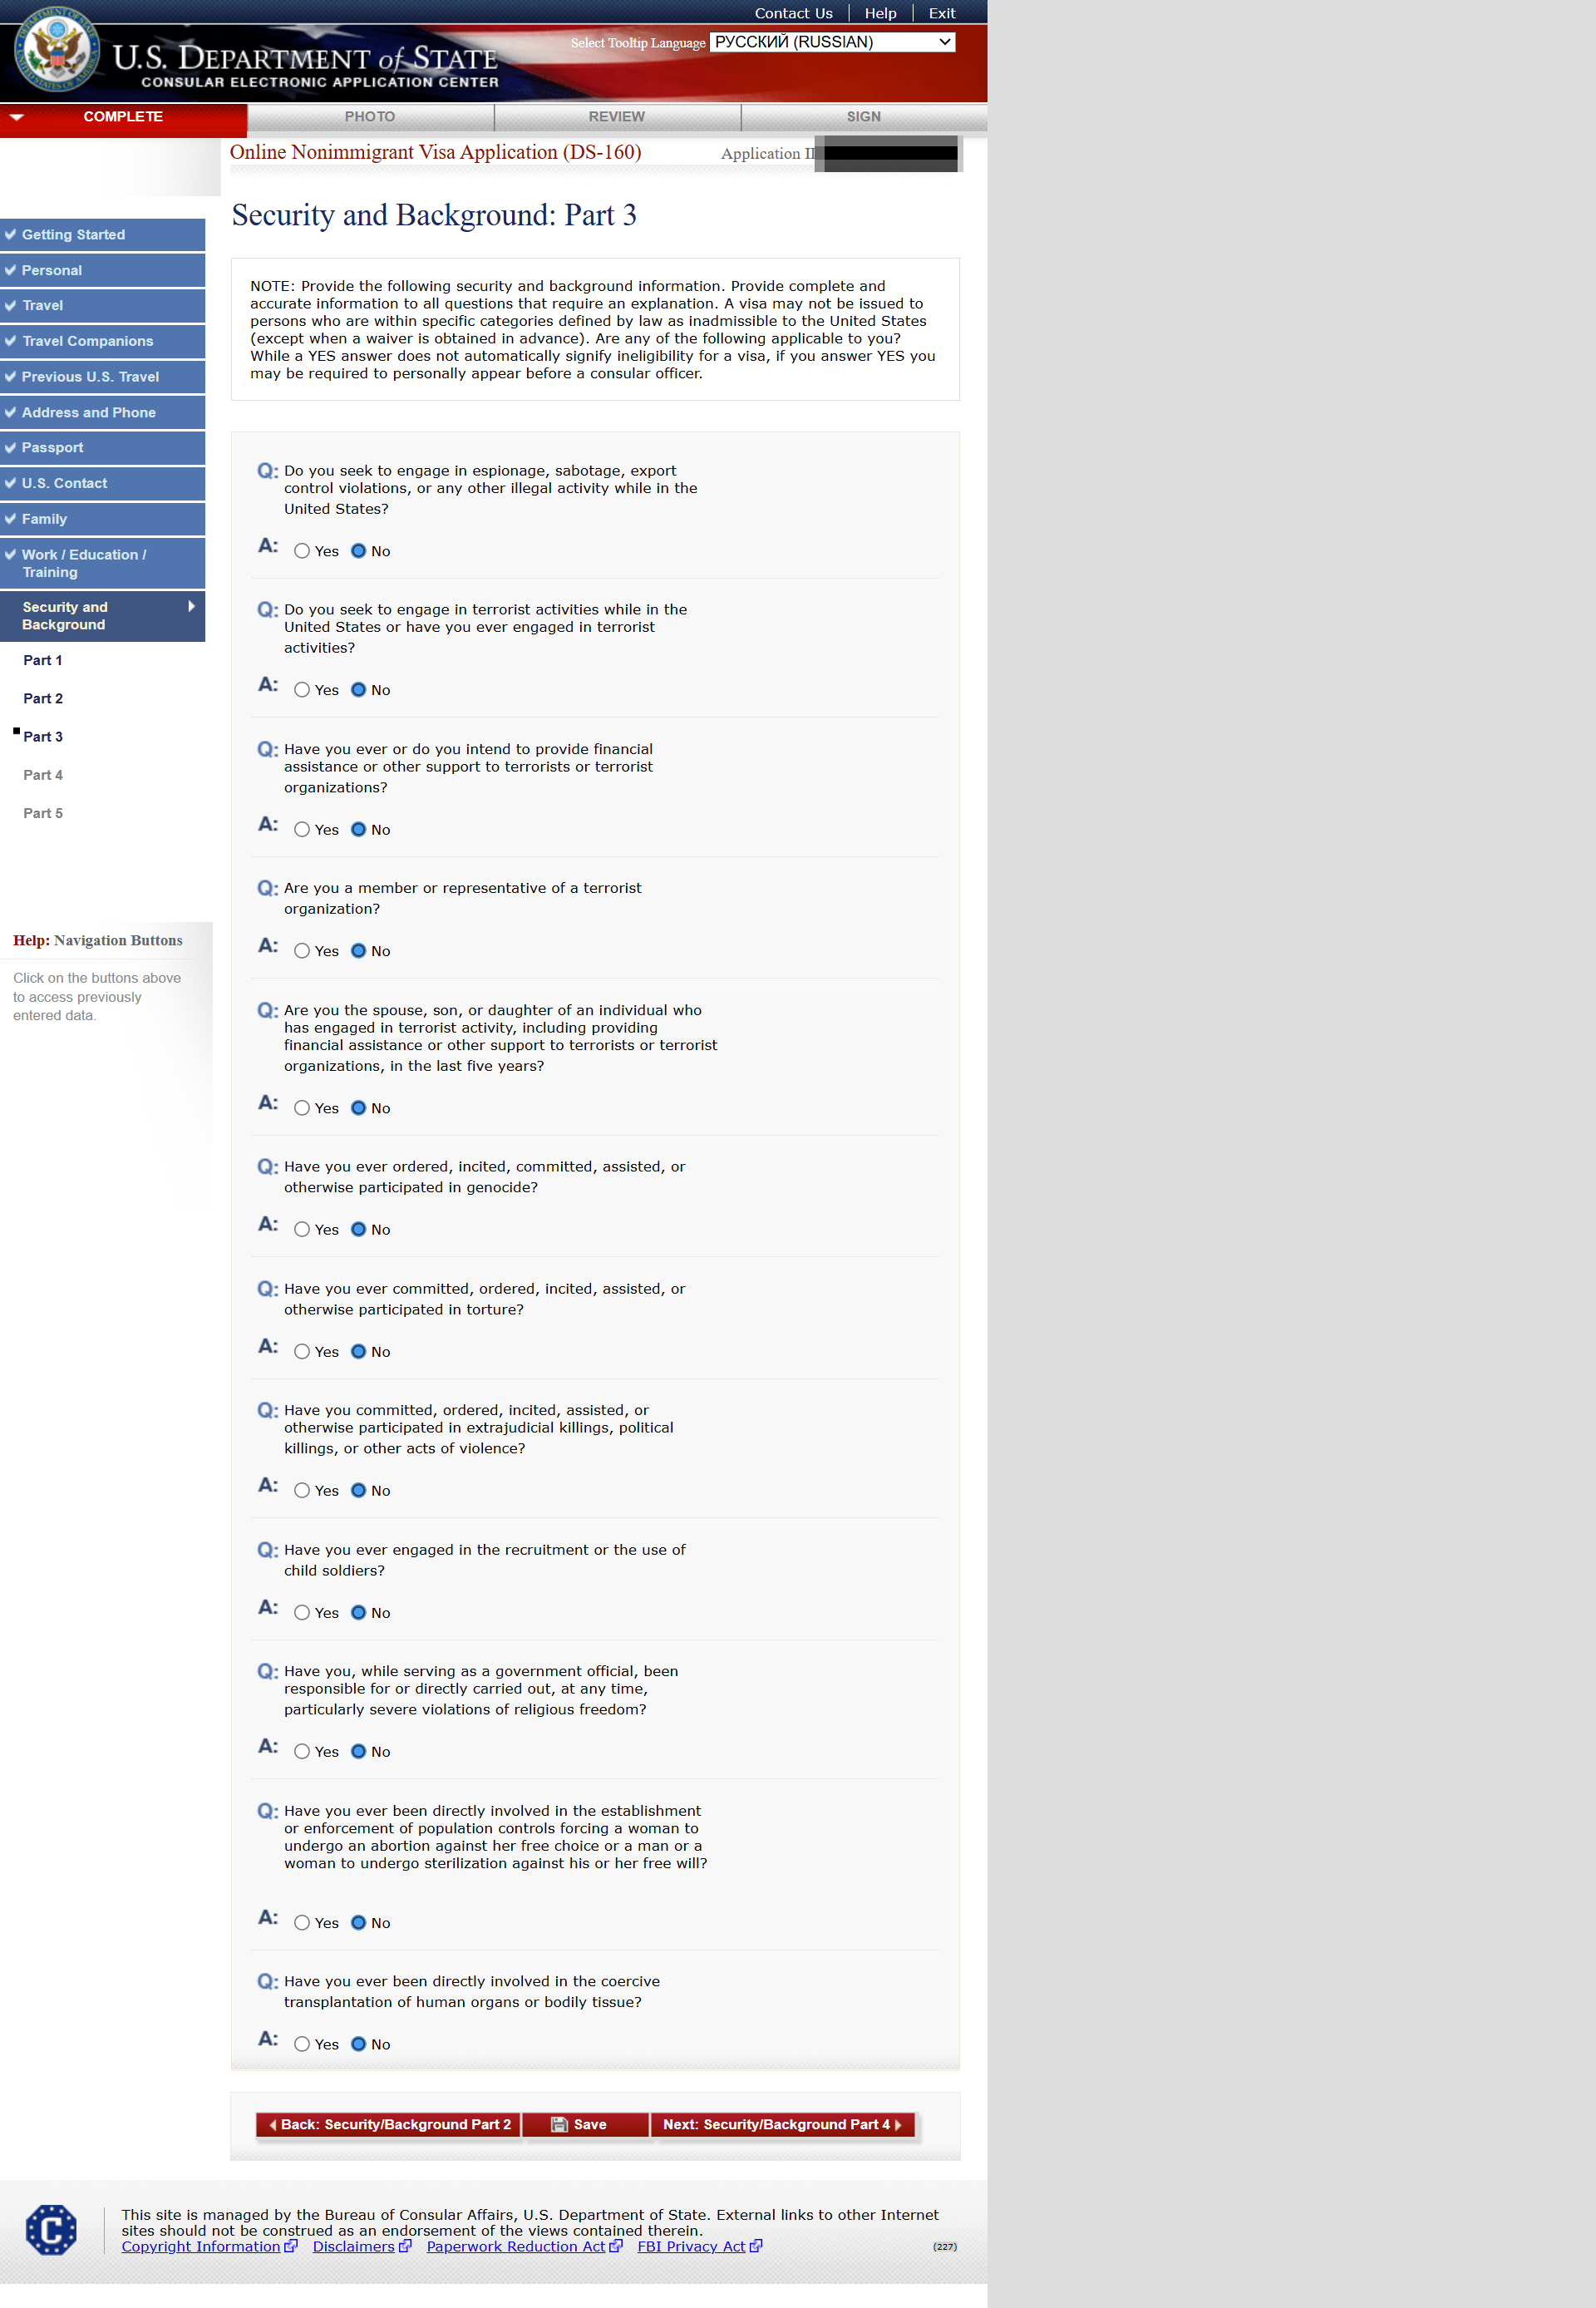 Contact Us Help Exit
Select Tooltip Language РУССКИЙ (RUSSIAN)
U.S. DEPARTMENT of STATE
CONSULAR ELECTRONIC APPLICATION CENTER
COMPLETE PHOTO REVIEW SIGN
Online Nonimmigrant Visa Application (DS-160) Application I
Security and Background: Part 3
Getting Started
Personal
Travel
Travel Companions
Previous U.S. Travel
Address and Phone
Passport
U.S. Contact
Family
Work / Education /
Training
Security and
Background
Part 1
Part 2
Part 3
Part 4
Part 5
Help: Navigation Buttons
Click on the buttons above
to access previously
entered data.
NOTE: Provide the following security and background information. Provide complete and
accurate information to all questions that require an explanation. A visa may not be issued to
persons who are within specific categories defined by law as inadmissible to the United States
(except when a waiver is obtained in advance). Are any of the following applicable to you?
While a YES answer does not automatically signify ineligibility for a visa, if you answer YES you
may be required to personally appear before a consular officer.
Q: Do you seek to engage in espionage, sabotage, export
control violations, or any other illegal activity while in the
United States?
A: Yes No
Q: Do you seek to engage in terrorist activities while in the
United States or have you ever engaged in terrorist
activities?
A: Yes No
Q: Have you ever or do you intend to provide financial
assistance or other support to terrorists or terrorist
organizations?
A: Yes No
Q: Are you a member or representative of a terrorist
organization?
A: Yes No
Q: Are you the spouse, son, or daughter of an individual who
has engaged in terrorist activity, including providing
financial assistance or other support to terrorists or terrorist
organizations, in the last five years?
A: Yes No
Q: Have you ever ordered, incited, committed, assisted, or
otherwise participated in genocide?
A: Yes No
Q: Have you ever committed, ordered, incited, assisted, or
otherwise participated in torture?
A: Yes No
Q: Have you committed, ordered, incited, assisted, or
otherwise participated in extrajudicial killings, political
killings, or other acts of violence?
A: Yes No
Q: Have you ever engaged in the recruitment or the use of
child soldiers?
A: Yes No
Q: Have you, while serving as a government official, been
responsible for or directly carried out, at any time,
particularly severe violations of religious freedom?
A: Yes No
Q: Have you ever been directly involved in the establishment
or enforcement of population controls forcing a woman to
undergo an abortion against her free choice or a man or a
woman to undergo sterilization against his or her free will?
A: Yes No
Q: Have you ever been directly involved in the coercive
transplantation of human organs or bodily tissue?
A: Yes No
Back: Security/Background Part 2 Save Next: Security/Background Part 4
C
This site is managed by the Bureau of Consular Affairs, U.S. Department of State. External links to other Internet
sites should not be construed as an endorsement of the views contained therein.
Copyright Information Disclaimers Paperwork Reduction Act FBI Privacy Act (227)